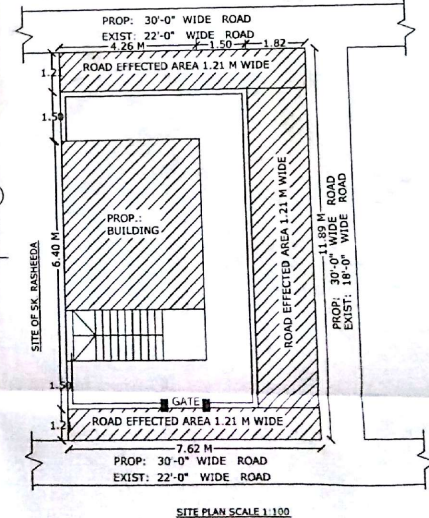 PROP: 30'-0" WIDE ROAD
EXIST: 22'-0" WIDE ROAD
4.26 M
1.50
1.82
1.21
ROAD EFFECTED AREA 1.21 M WIDE
1.50
PROP.:
BUILDING
6.40 M
SITE OF SK RASHEEDA
ROAD EFFECTED AREA 1.21 M WIDE
11.89 M
PROP: 30'-0" WIDE ROAD
EXIST: 18'-0" WIDE ROAD
1.50
GATE
1.21
ROAD EFFECTED AREA 1.21 M WIDE
7.62 M
PROP: 30'-0" WIDE ROAD
EXIST: 22'-0" WIDE ROAD
SITE PLAN SCALE 1:100